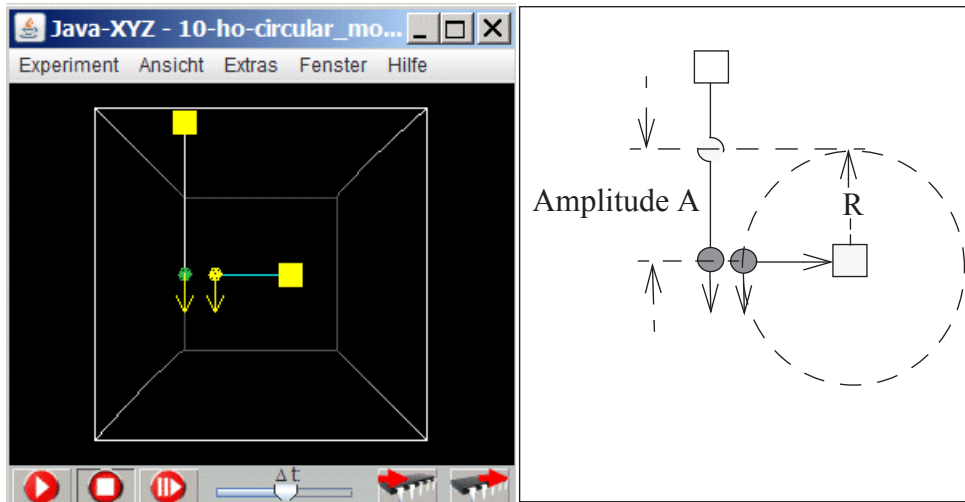 Java-XYZ - 10-ho-circular_mo...
Experiment Ansicht Extras Fenster Hilfe
Δt
Amplitude A
R